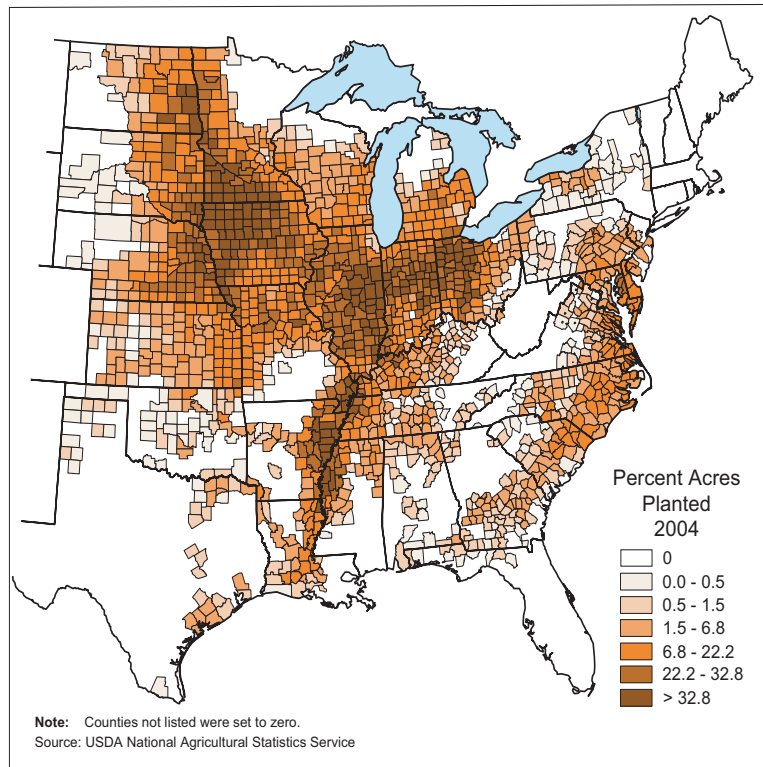 Percent Acres
Planted
2004
0
0.0 - 0.5
0.5 - 1.5
1.5 - 6.8
6.8 - 22.2
22.2 - 32.8
> 32.8
Note: Counties not listed were set to zero.
Source: USDA National Agricultural Statistics Service